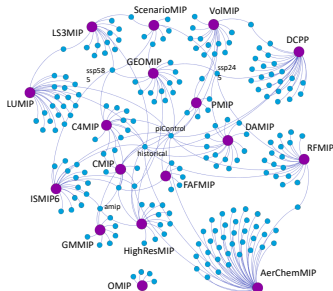 ScenarioMIP
VolMIP
LS3MIP
DCPP
GEOMIP
ssp58
5
ssp24
5
LUMIP
PMIP
C4MIP
piControl
DAMIP
historical
RFMIP
CMIP
ISMIP6
FAFMIP
amip
GMMIP
HighResMIP
AerChemMIP
OMIP